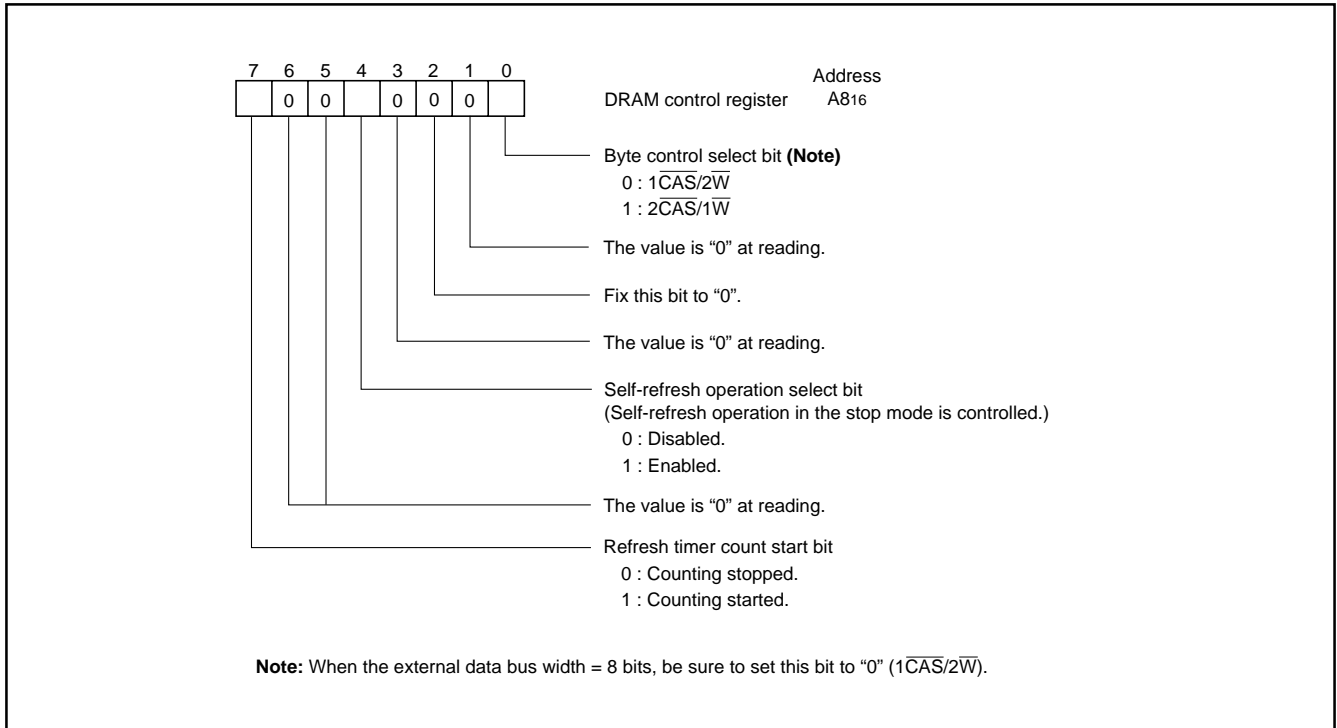 7 6 5 4 3 2 1 0
Address
0 0 0 0 0
DRAM control register A816
Byte control select bit (Note)
0 : 1C̅A̅S̅/2W̅
1 : 2C̅A̅S̅/1W̅
The value is “0” at reading.
Fix this bit to “0”.
The value is “0” at reading.
Self-refresh operation select bit
(Self-refresh operation in the stop mode is controlled.)
0 : Disabled.
1 : Enabled.
The value is “0” at reading.
Refresh timer count start bit
0 : Counting stopped.
1 : Counting started.
Note: When the external data bus width = 8 bits, be sure to set this bit to “0” (1C̅A̅S̅/2W̅).